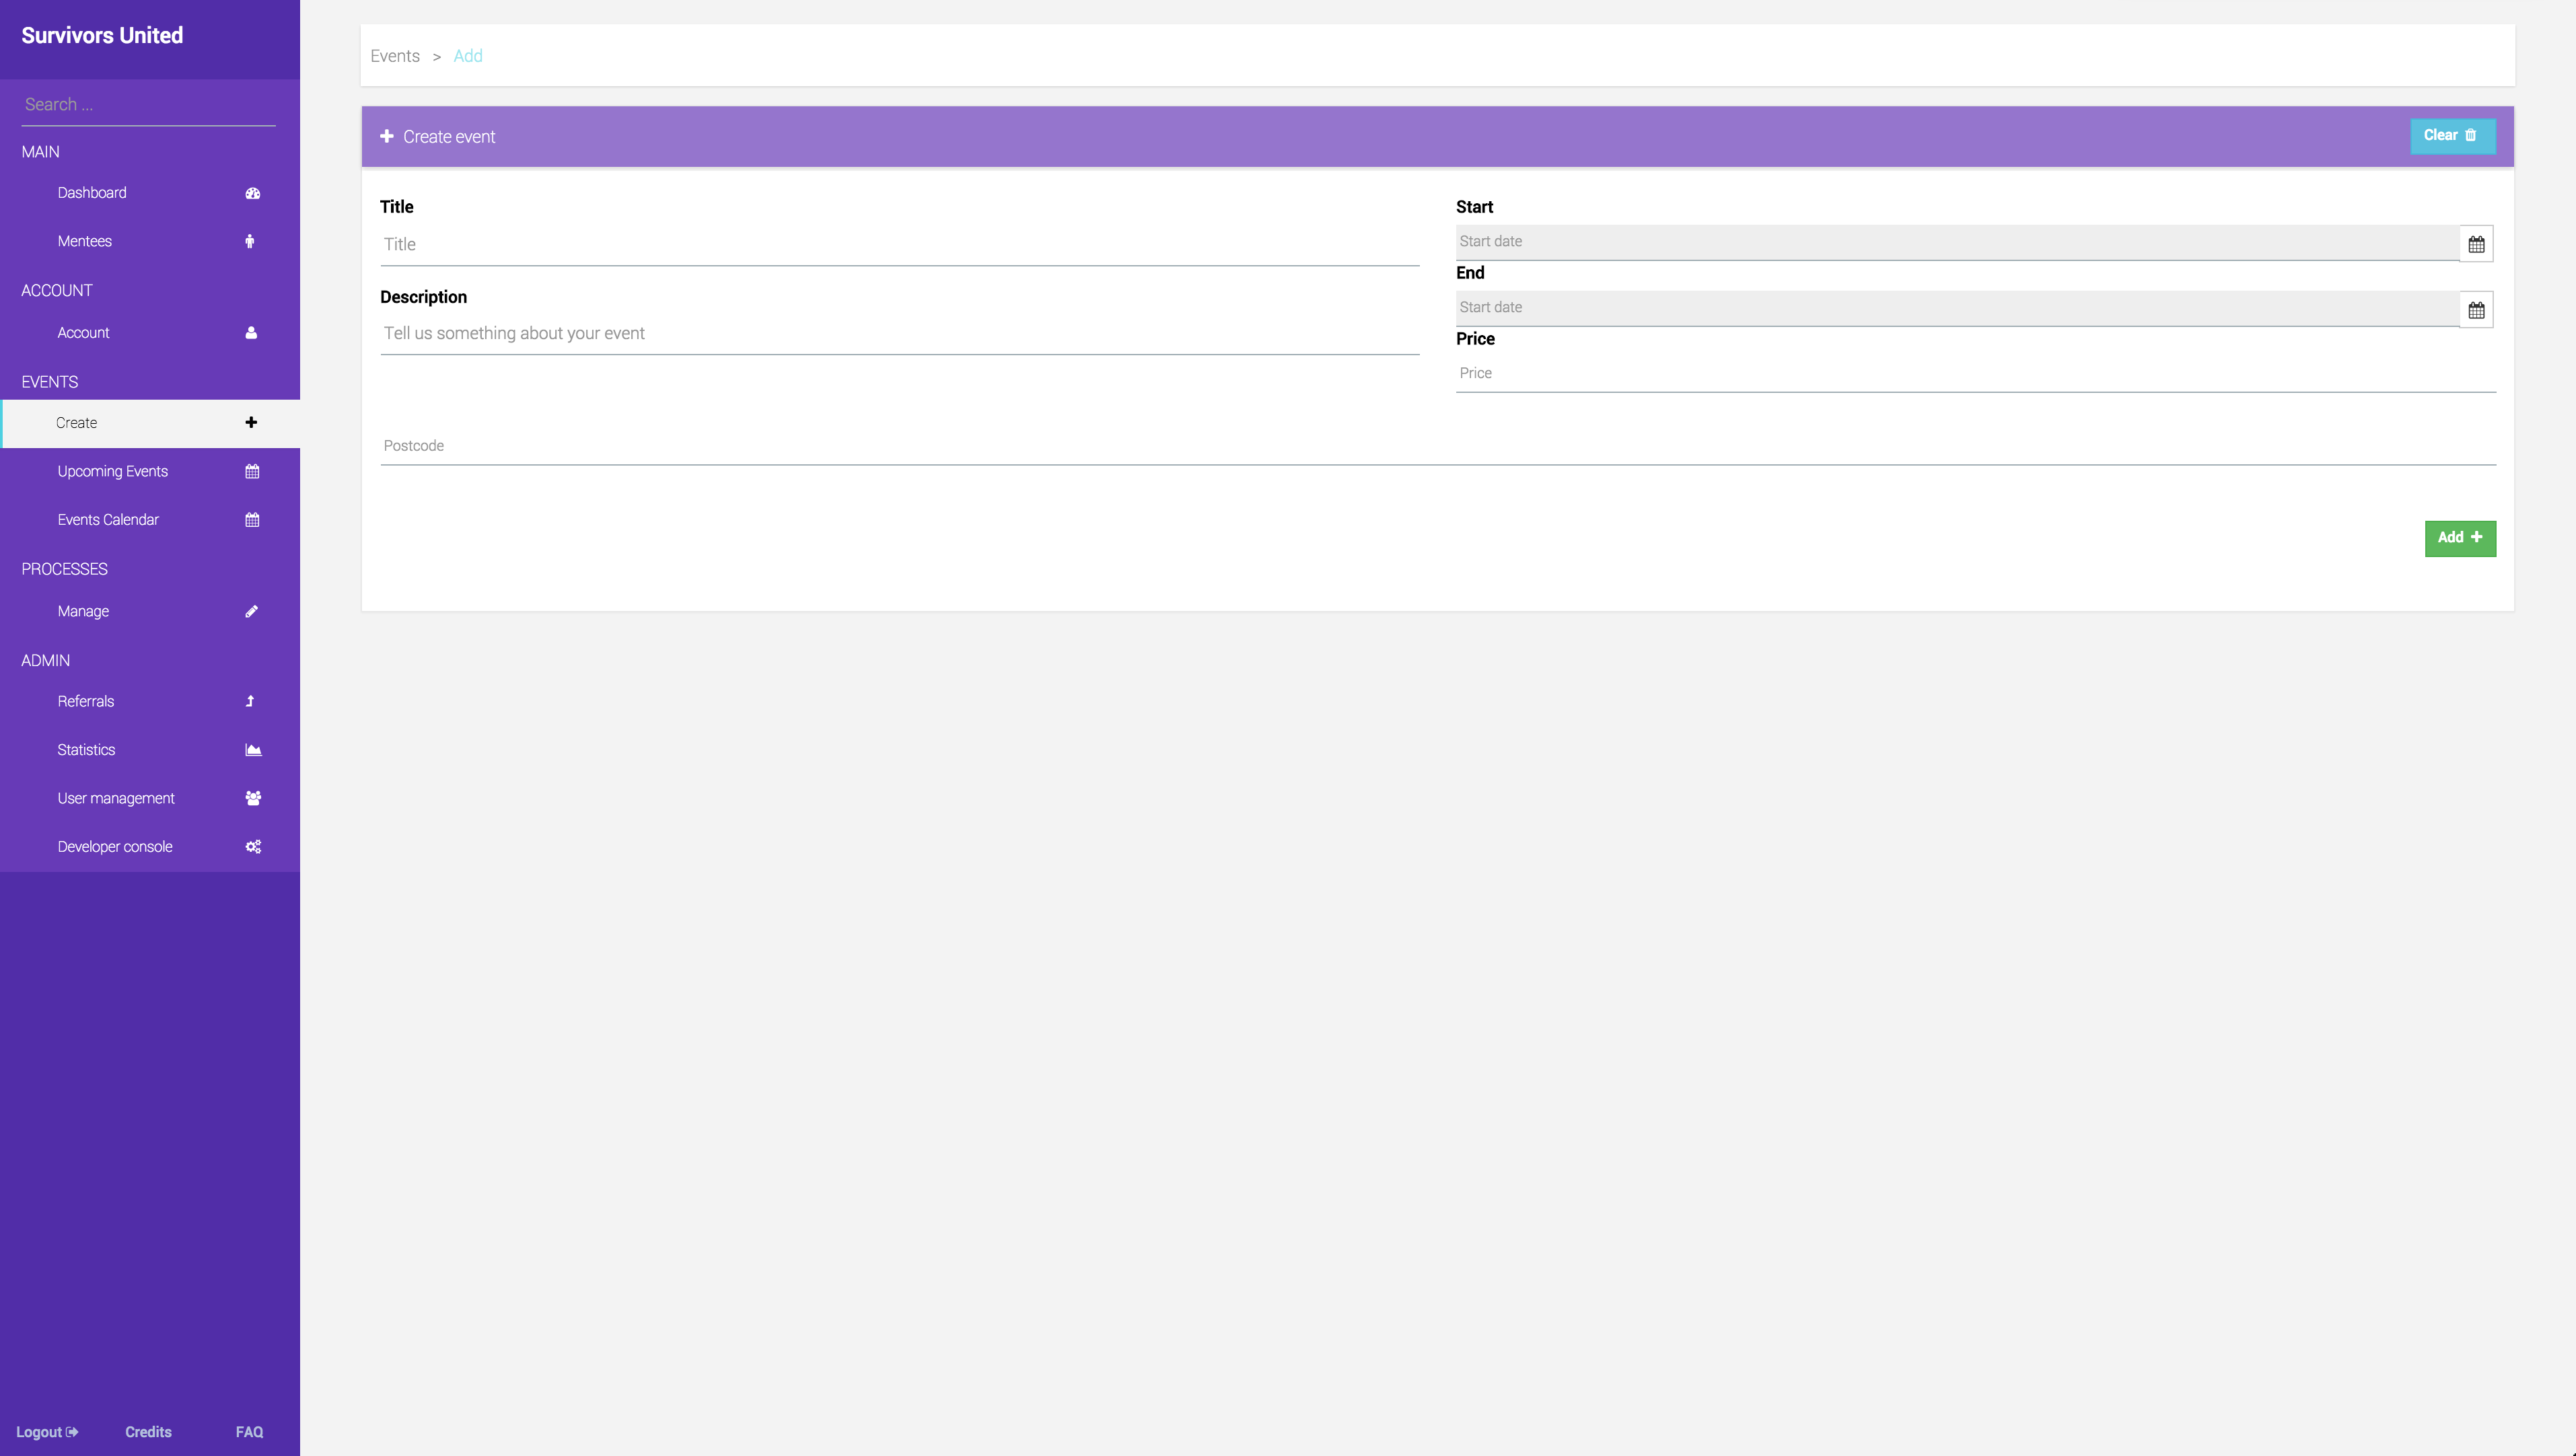 Survivors United
Search ...
MAIN
Dashboard
Mentees
ACCOUNT
Account
EVENTS
Create
Upcoming Events
Events Calendar
PROCESSES
Manage
ADMIN
Referrals
Statistics
User management
Developer console
Logout
Credits
FAQ
Events > Add
Create event
Clear
Title
Title
Description
Tell us something about your event
Start
Start date
End
Start date
Price
Price
Postcode
Add